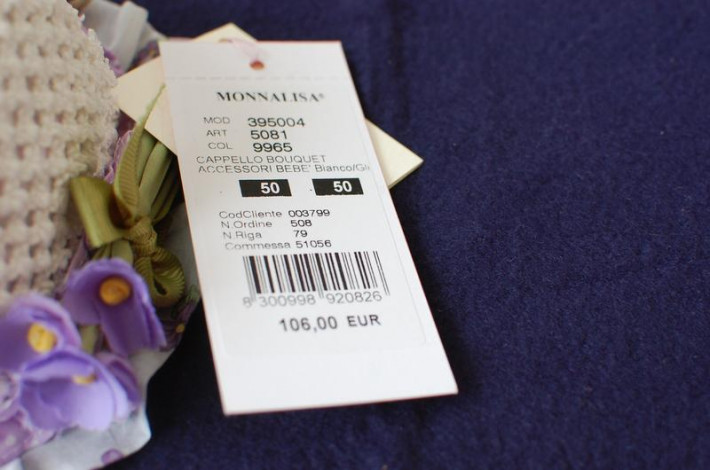 MONNALISA®
MOD 395004
ART 5081
COL 9965
CAPPELLO BOUQUET
ACCESSORI BEBE' Bianco/Gli
50 50
CodCliente 003799
N.Ordine 508
N.Riga 79
Commessa 51056
8 300998 920826
106,00 EUR